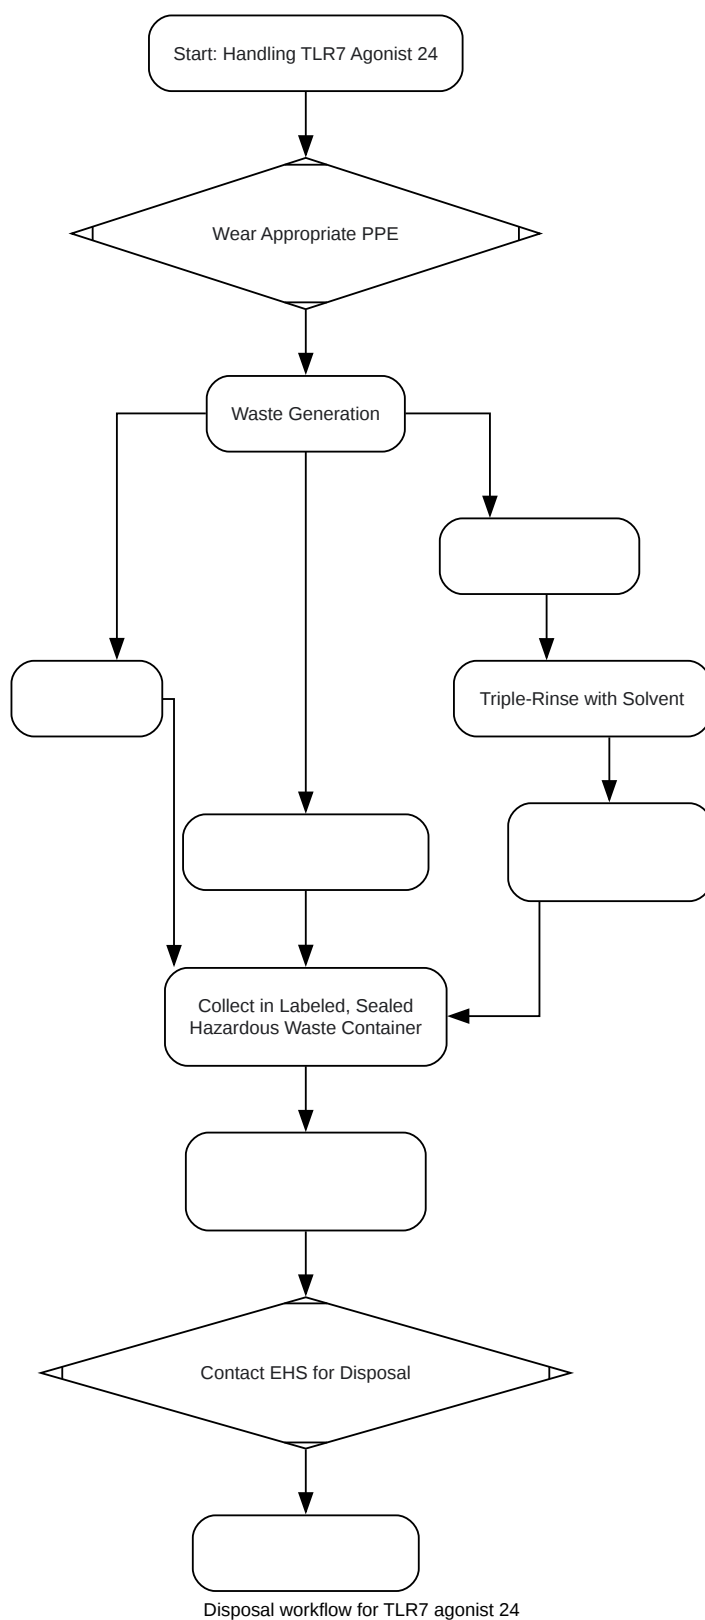 Start: Handling TLR7 Agonist 24
Wear Appropriate PPE
Waste Generation
Triple-Rinse with Solvent
Collect in Labeled, Sealed
Hazardous Waste Container
Contact EHS for Disposal
Disposal workflow for TLR7 agonist 24